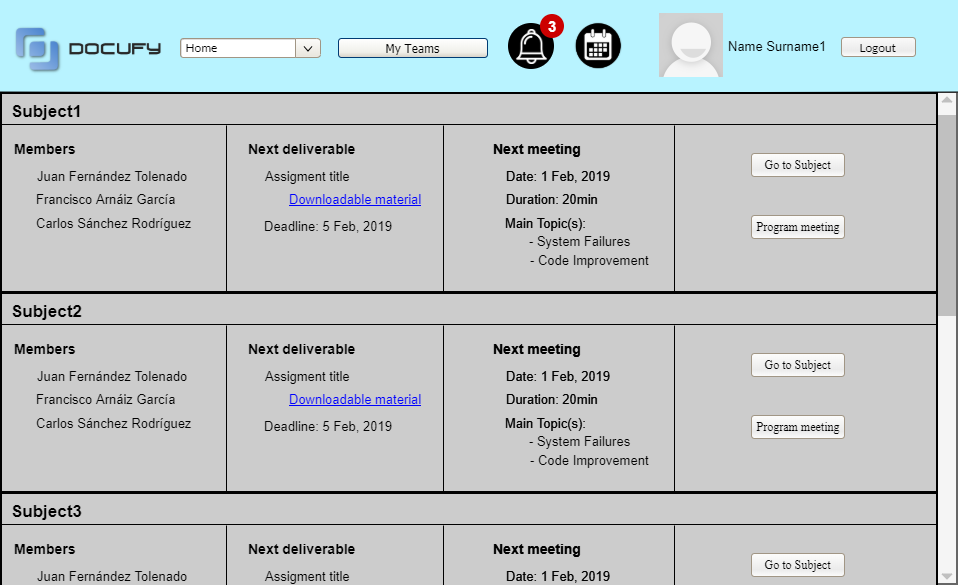 DOCUFY
Home
My Teams
3
Name Surname1
Logout
Subject1
Members
Juan Fernández Tolenado
Francisco Arnáiz García
Carlos Sánchez Rodríguez
Next deliverable
Assigment title
Downloadable material
Deadline: 5 Feb, 2019
Next meeting
Date: 1 Feb, 2019
Duration: 20min
Main Topic(s):
- System Failures
- Code Improvement
Go to Subject
Program meeting
Subject2
Members
Juan Fernández Tolenado
Francisco Arnáiz García
Carlos Sánchez Rodríguez
Next deliverable
Assigment title
Downloadable material
Deadline: 5 Feb, 2019
Next meeting
Date: 1 Feb, 2019
Duration: 20min
Main Topic(s):
- System Failures
- Code Improvement
Go to Subject
Program meeting
Subject3
Members
Juan Fernández Tolenado
Next deliverable
Assigment title
Next meeting
Date: 1 Feb, 2019
Go to Subject